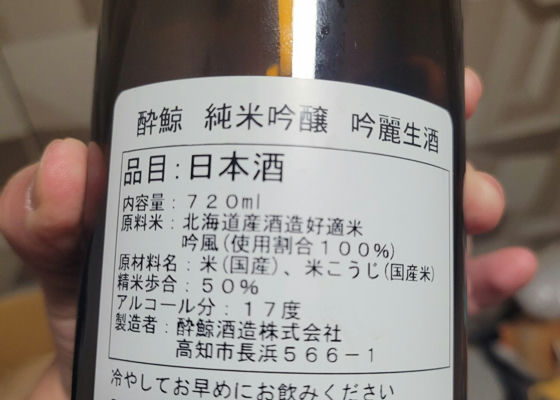 酔鯨　純米吟醸　吟麗生酒
品目：日本酒
内容量：７２０ml
原料米：北海道産酒造好適米
吟風(使用割合１００％)
原材料名：米(国産)、米こうじ(国産米)
精米歩合：５０％
アルコール分：１７度
製造者：酔鯨酒造株式会社
高知市長浜５６６－１
冷やしてお早めにお飲みください